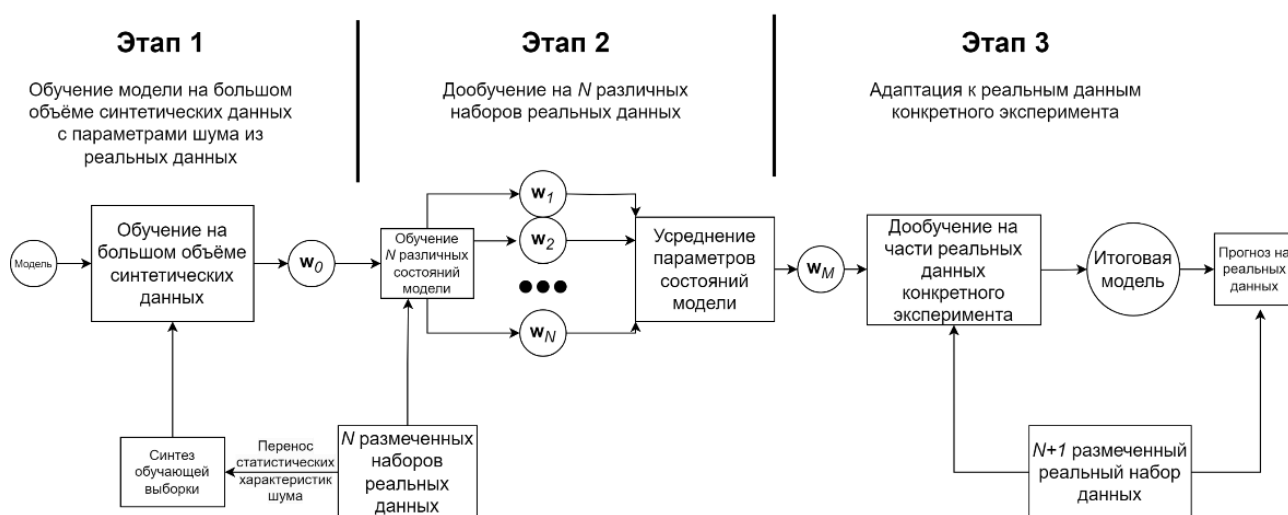 Этап 1
Обучение модели на большом
объёме синтетических данных
с параметрами шума из
реальных данных
Этап 2
Дообучение на N различных
наборов реальных данных
Этап 3
Адаптация к реальным данным
конкретного эксперимента
Модель
Обучение на
большом объёме
синтетических
данных
w0
Обучение
N различных
состояний
модели
w1
w2
wN
Усреднение
параметров
состояний
модели
wM
Дообучение на
части реальных
данных
конкретного
эксперимента
Итоговая
модель
Прогноз на
реальных
данных
Синтез
обучающей
выборки
Перенос
статистических
характеристик
шума
N размеченных
наборов
реальных
данных
N+1 размеченный
реальный набор
данных